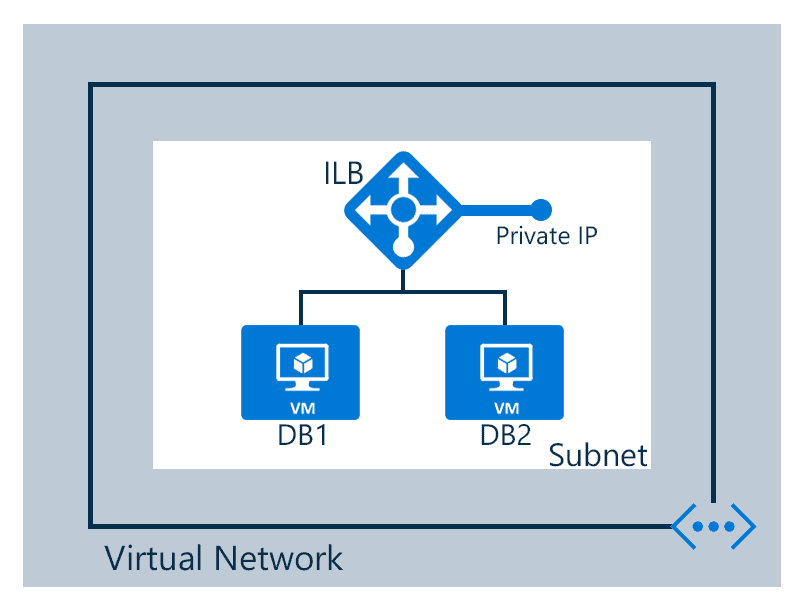 ILB
Private IP
VM
VM
DB1
DB2
Subnet
Virtual Network